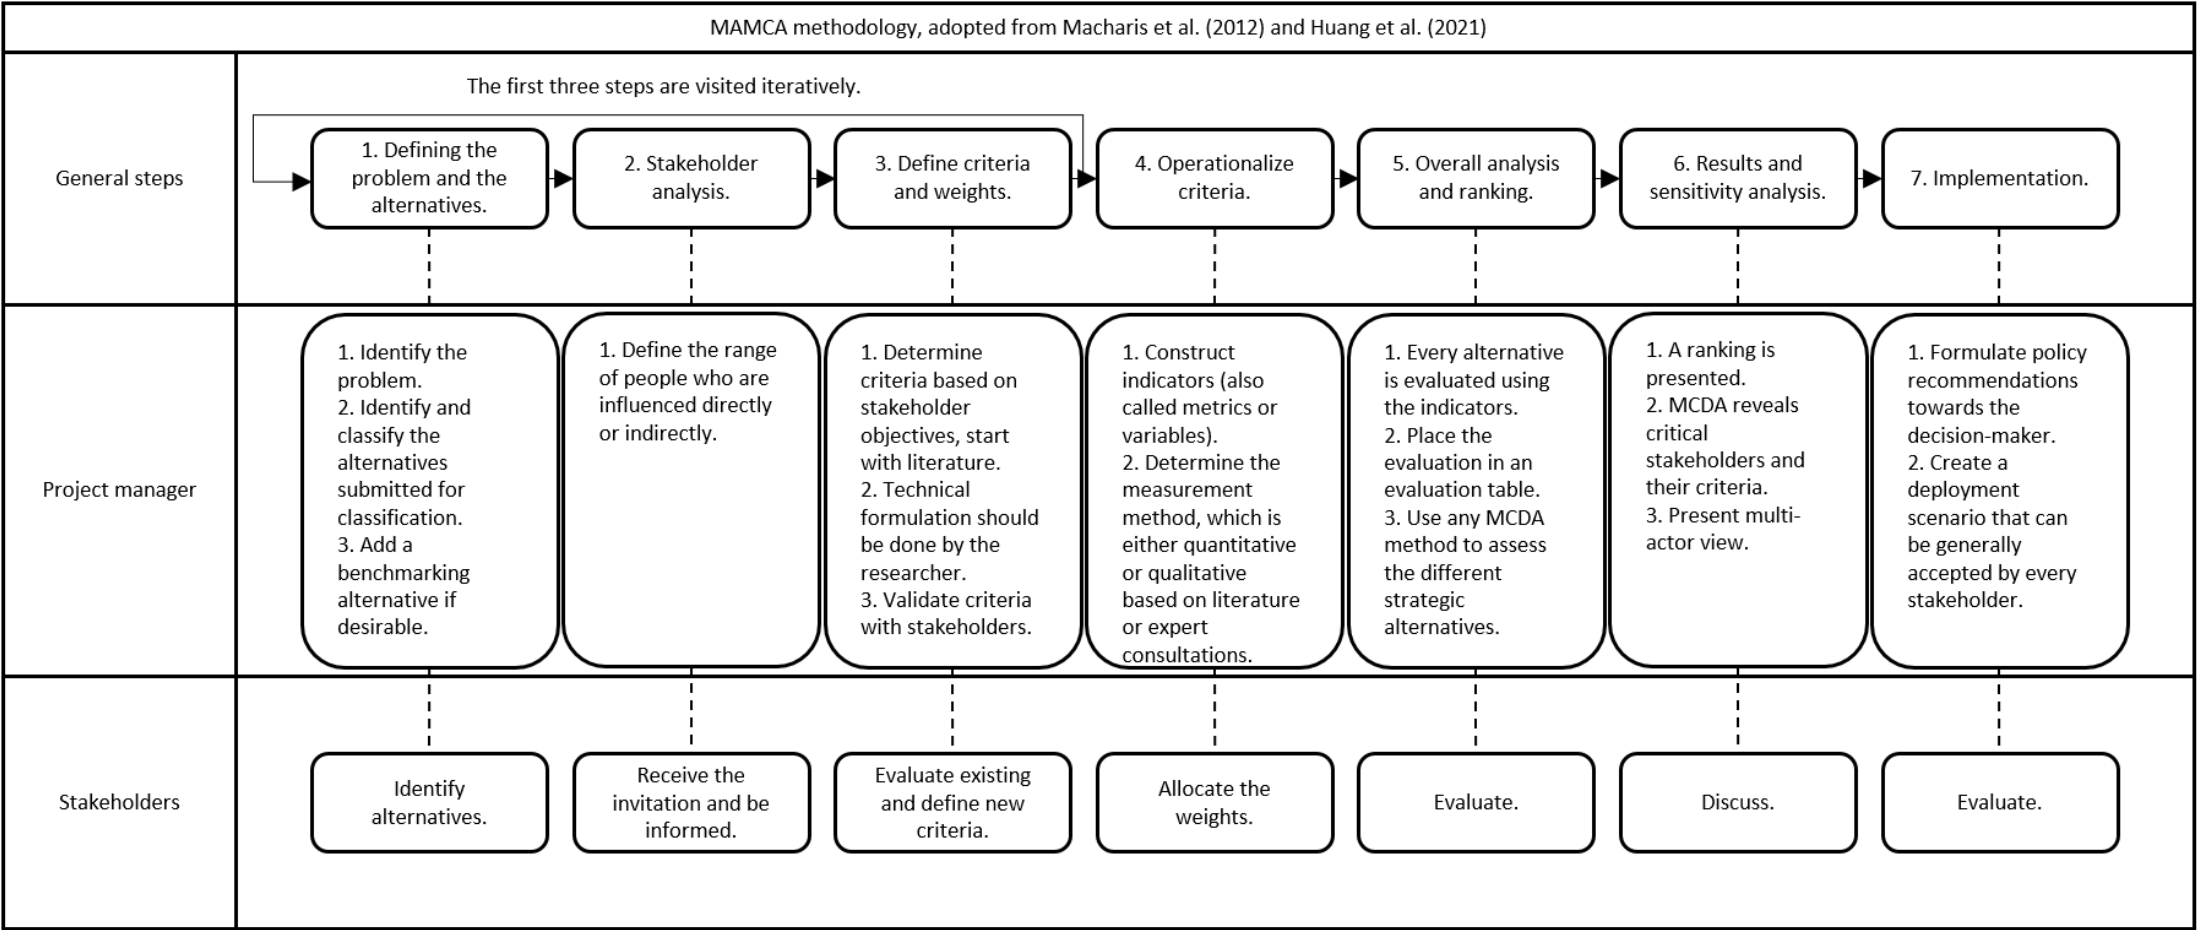 MAMCA methodology, adopted from Macharis et al. (2012) and Huang et al. (2021)
General steps
The first three steps are visited iteratively.
1. Defining the
problem and the
alternatives.
2. Stakeholder
analysis.
3. Define criteria
and weights.
4. Operationalize
criteria.
5. Overall analysis
and ranking.
6. Results and
sensitivity analysis.
7. Implementation.
Project manager
1. Identify the
problem.
2. Identify and
classify the
alternatives
submitted for
classification.
3. Add a
benchmarking
alternative if
desirable.
1. Define the range
of people who are
influenced directly
or indirectly.
1. Determine
criteria based on
stakeholder
objectives, start
with literature.
2. Technical
formulation should
be done by the
researcher.
3. Validate criteria
with stakeholders.
1. Construct
indicators (also
called metrics or
variables).
2. Determine the
measurement
method, which is
either quantitative
or qualitative
based on literature
or expert
consultations.
1. Every alternative
is evaluated using
the indicators.
2. Place the
evaluation in an
evaluation table.
3. Use any MCDA
method to assess
the different
strategic
alternatives.
1. A ranking is
presented.
2. MCDA reveals
critical
stakeholders and
their criteria.
3. Present multi-
actor view.
1. Formulate policy
recommendations
towards the
decision-maker.
2. Create a
deployment
scenario that can
be generally
accepted by every
stakeholder.
Stakeholders
Identify
alternatives.
Receive the
invitation and be
informed.
Evaluate existing
and define new
criteria.
Allocate the
weights.
Evaluate.
Discuss.
Evaluate.